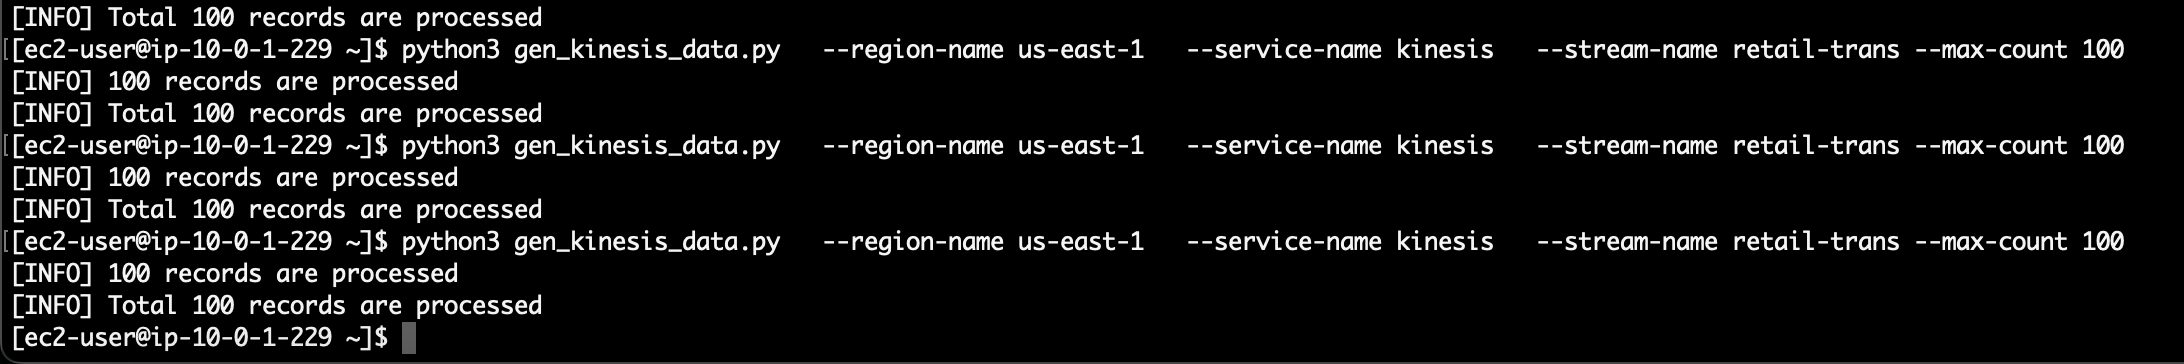 [INFO] Total 100 records are processed
[[ec2-user@ip-10-0-1-229 ~]$ python3 gen_kinesis_data.py   --region-name us-east-1   --service-name kinesis   --stream-name retail-trans --max-count 100
[INFO] 100 records are processed
[INFO] Total 100 records are processed
[[ec2-user@ip-10-0-1-229 ~]$ python3 gen_kinesis_data.py   --region-name us-east-1   --service-name kinesis   --stream-name retail-trans --max-count 100
[INFO] 100 records are processed
[INFO] Total 100 records are processed
[[ec2-user@ip-10-0-1-229 ~]$ python3 gen_kinesis_data.py   --region-name us-east-1   --service-name kinesis   --stream-name retail-trans --max-count 100
[INFO] 100 records are processed
[INFO] Total 100 records are processed
[ec2-user@ip-10-0-1-229 ~]$